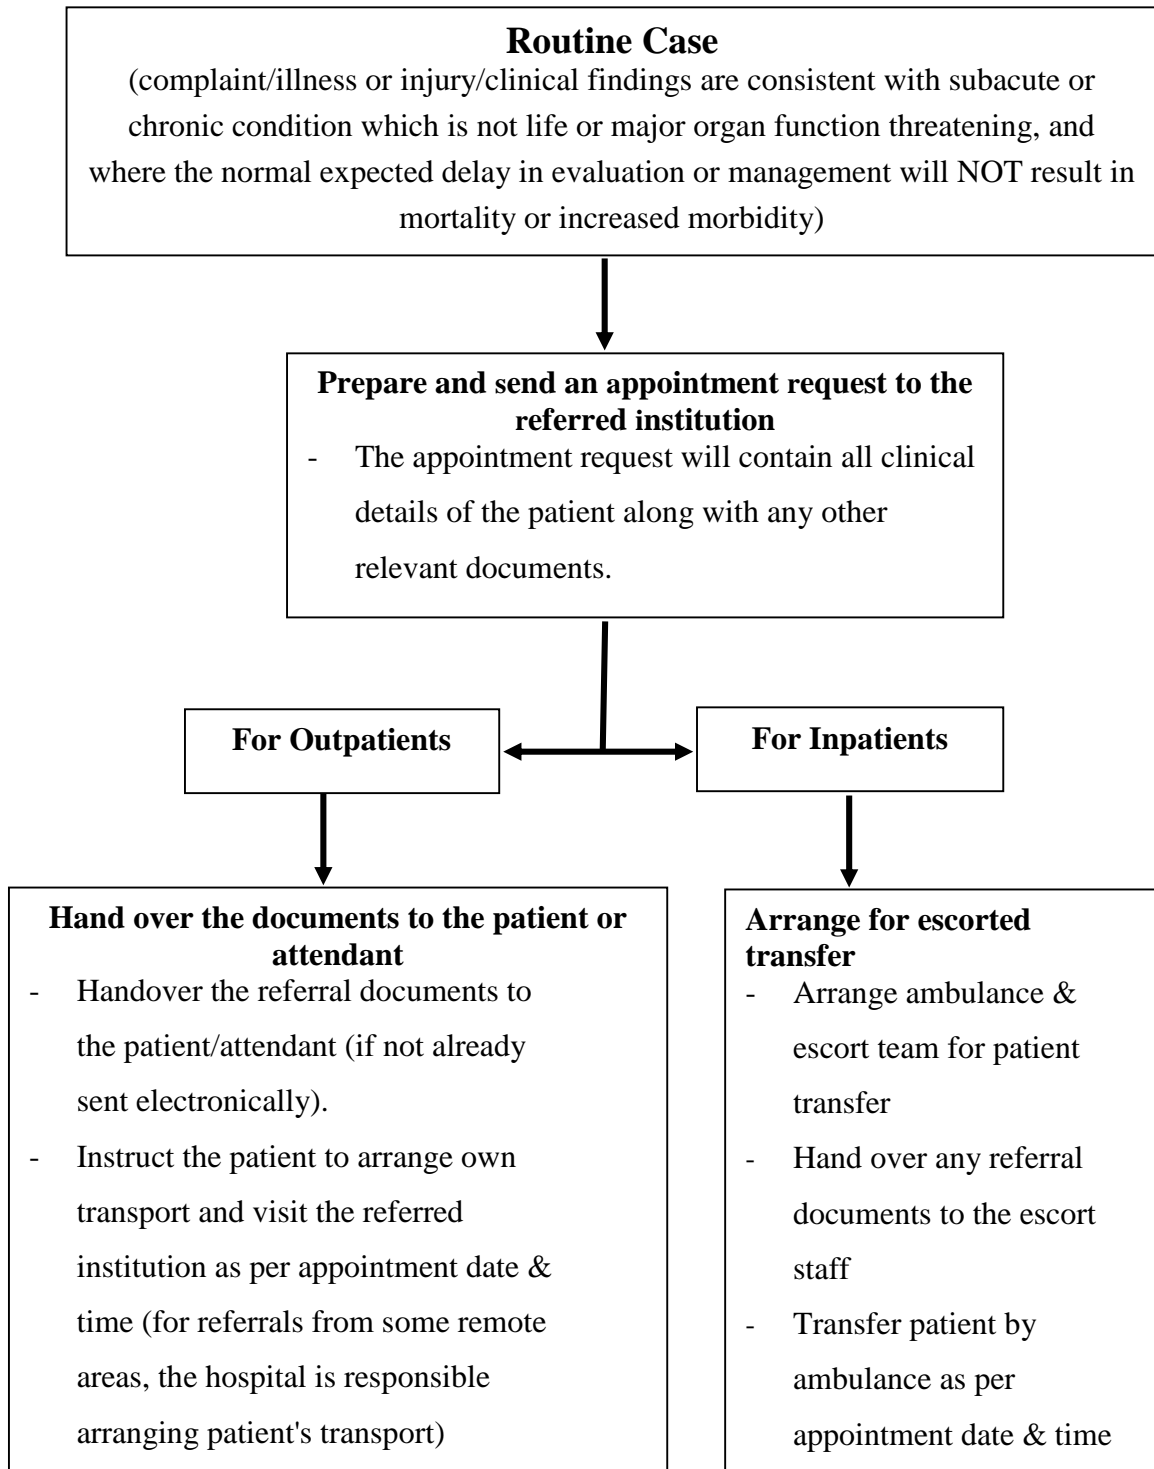 Routine Case
(complaint/illness or injury/clinical findings are consistent with subacute or
chronic condition which is not life or major organ function threatening, and
where the normal expected delay in evaluation or management will NOT result in
mortality or increased morbidity)
Prepare and send an appointment request to the
referred institution
- The appointment request will contain all clinical
details of the patient along with any other
relevant documents.
For Outpatients
For Inpatients
Hand over the documents to the patient or
attendant
- Handover the referral documents to
the patient/attendant (if not already
sent electronically).
- Instruct the patient to arrange own
transport and visit the referred
institution as per appointment date &
time (for referrals from some remote
areas, the hospital is responsible
arranging patient's transport)
Arrange for escorted
transfer
- Arrange ambulance &
escort team for patient
transfer
- Hand over any referral
documents to the escort
staff
- Transfer patient by
ambulance as per
appointment date & time